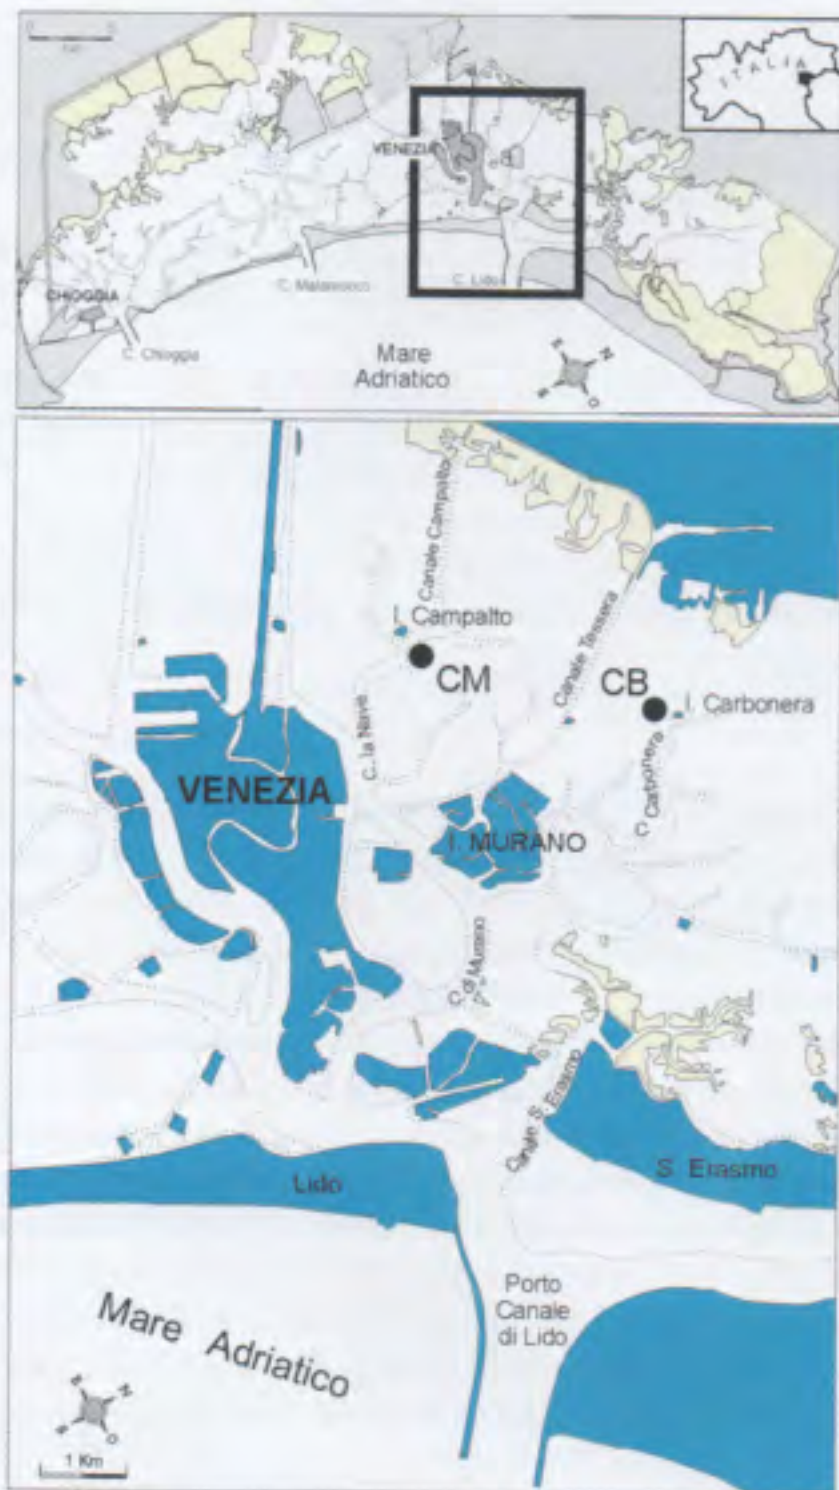 ITALIA
VENEZIA
CHIOGGIA
C. Malamocco
C. Lido
C. Chioggia
Mare
Adriatico
N
O
Canale Campalto
I. Campalto
CM
Canale Tessera
CB
I. Carbonera
C. la Nave
C. Carbonera
VENEZIA
I. MURANO
C. di Murano
Canale S. Erasmo
S. Erasmo
Lido
Porto
Canale
di Lido
Mare Adriatico
N
O
1 Km